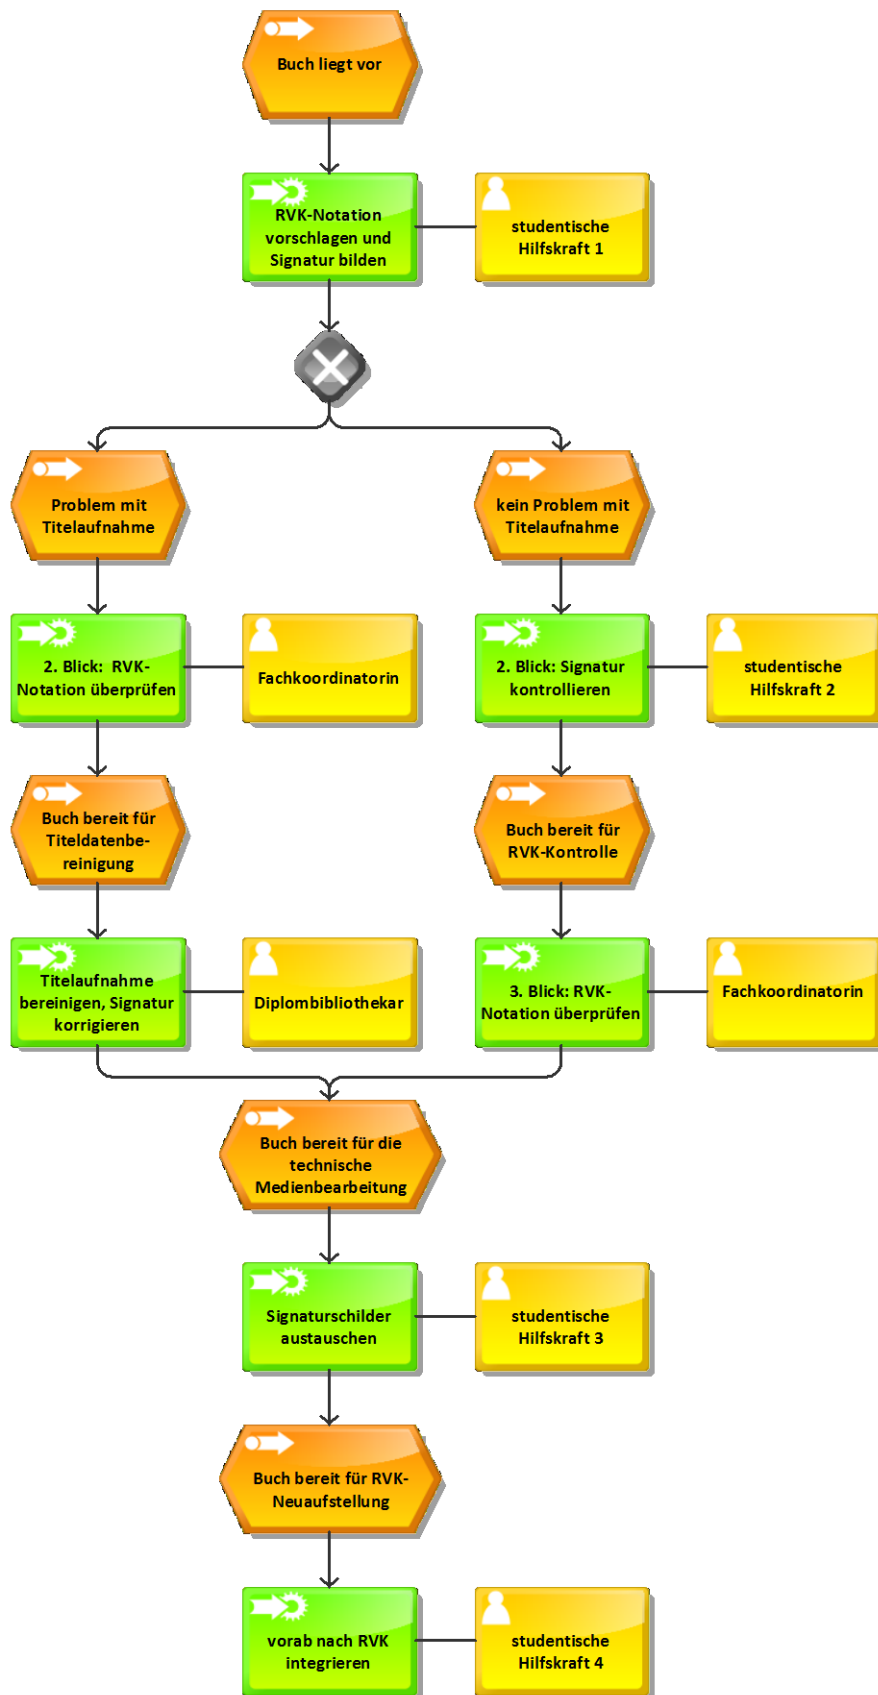 Buch liegt vor
RVK-Notation
vorschlagen und
Signatur bilden
studentische
Hilfskraft 1
Problem mit
Titelaufnahme
kein Problem mit
Titelaufnahme
2. Blick: RVK-
Notation überprüfen
Fachkoordinatorin
2. Blick: Signatur
kontrollieren
studentische
Hilfskraft 2
Buch bereit für
Titeldatenbe-
reinigung
Buch bereit für
RVK-Kontrolle
Titelaufnahme
bereinigen, Signatur
korrigieren
Diplombibliothekar
3. Blick: RVK-
Notation überprüfen
Fachkoordinatorin
Buch bereit für die
technische
Medienbearbeitung
Signaturschilder
austauschen
studentische
Hilfskraft 3
Buch bereit für RVK-
Neuaufstellung
vorab nach RVK
integrieren
studentische
Hilfskraft 4